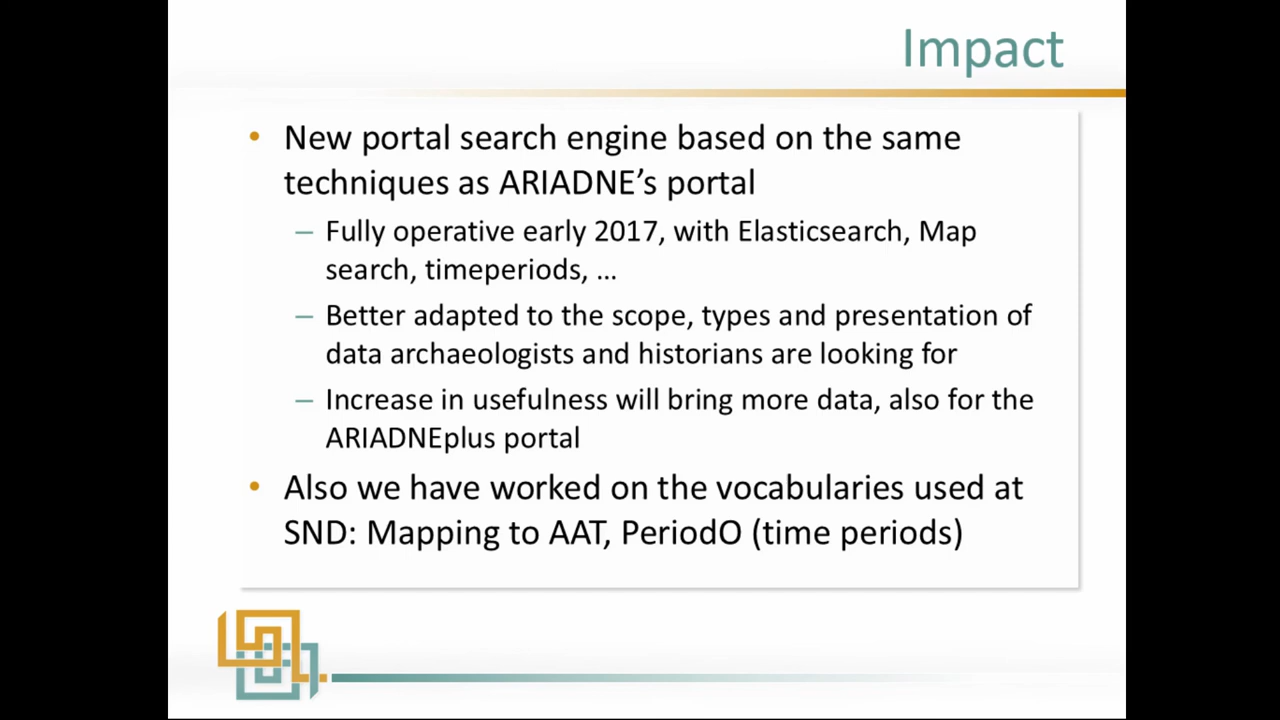 Impact
• New portal search engine based on the same
techniques as ARIADNE’s portal
– Fully operative early 2017, with Elasticsearch, Map
search, timeperiods, ...
– Better adapted to the scope, types and presentation of
data archaeologists and historians are looking for
– Increase in usefulness will bring more data, also for the
ARIADNEplus portal
• Also we have worked on the vocabularies used at
SND: Mapping to AAT, PeriodO (time periods)